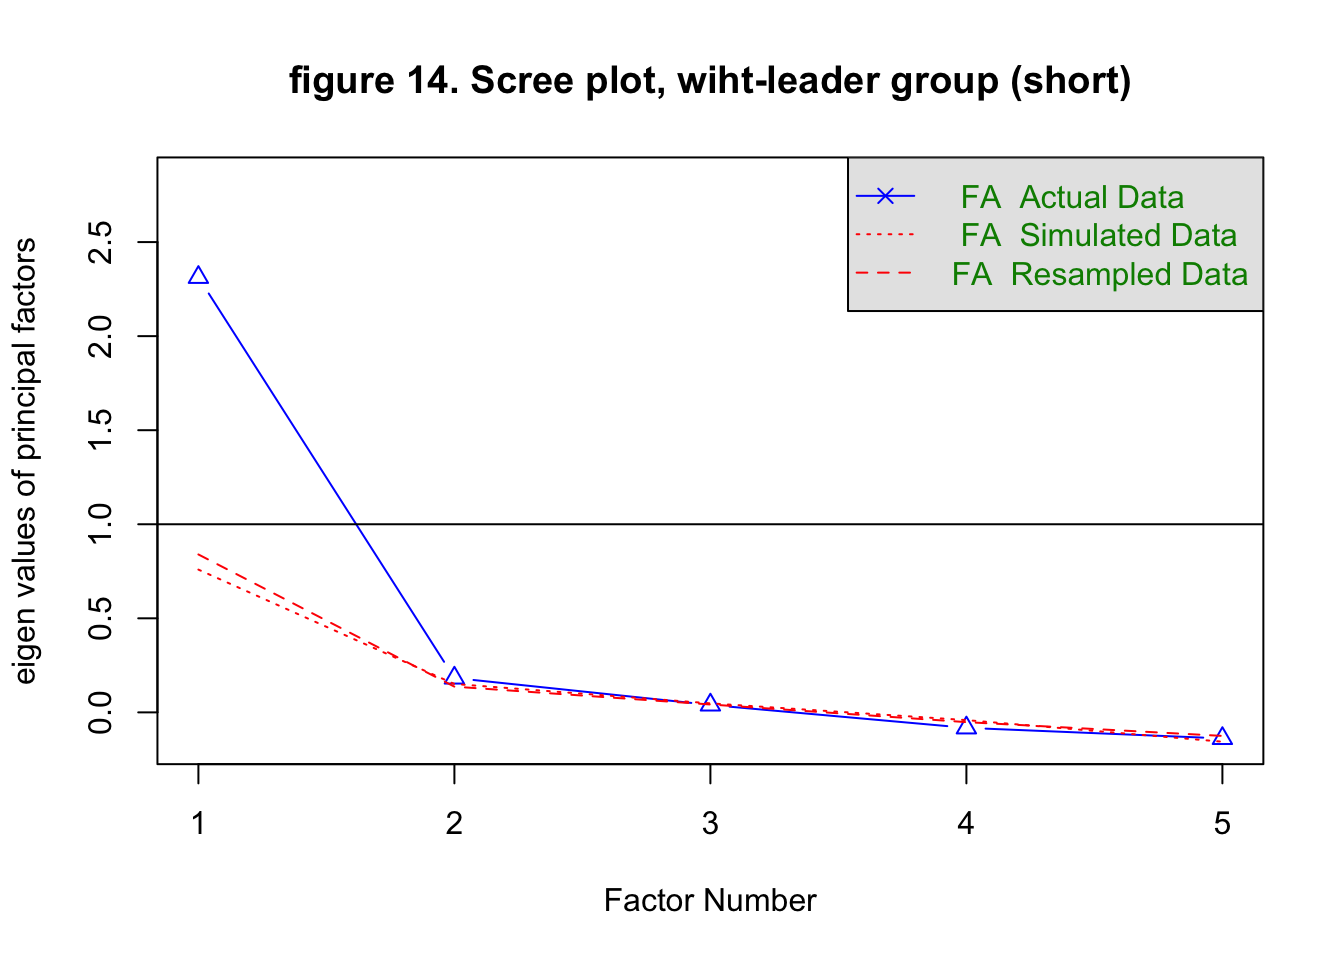 figure 14. Scree plot, wiht-leader group (short)
FA Actual Data
FA Simulated Data
FA Resampled Data
eigen values of principal factors
2.5
2.0
1.5
1.0
0.5
0.0
1 2 3 4 5
Factor Number